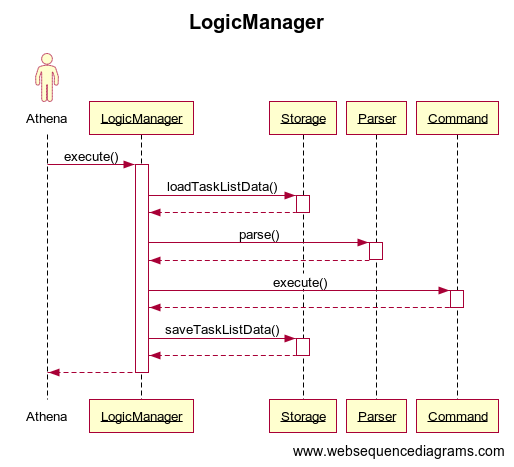 LogicManager
Athena LogicManager Storage Parser Command
execute()
loadTaskListData()
parse()
execute()
saveTaskListData()
Athena LogicManager Storage Parser Command
www.websequencediagrams.com